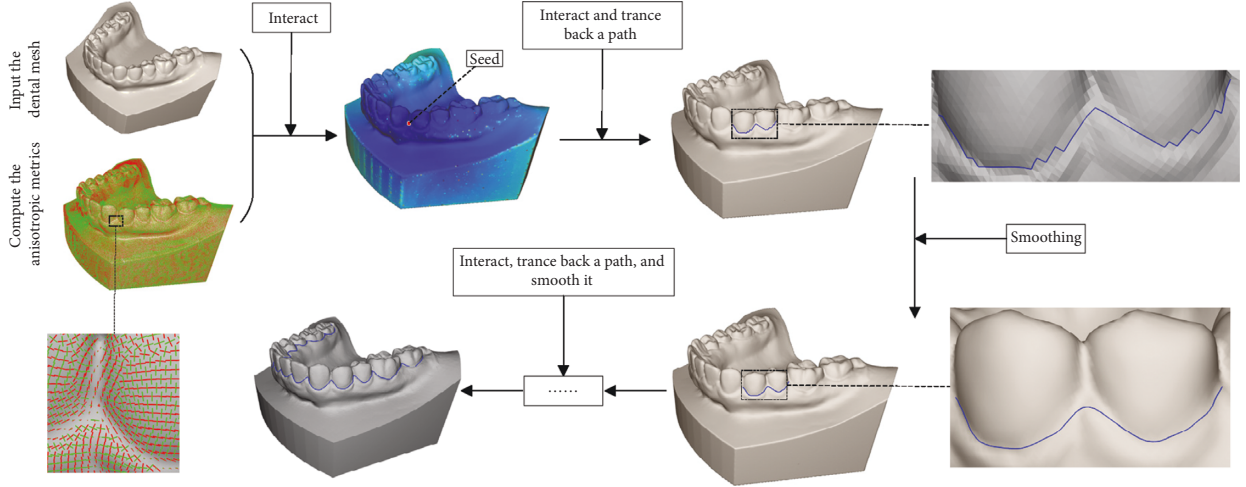 Input the
dental mesh
Compute the
anisotropic metrics
Interact
Seed
Interact and trance
back a path
Smoothing
Interact, trance back a path, and
smooth it
......